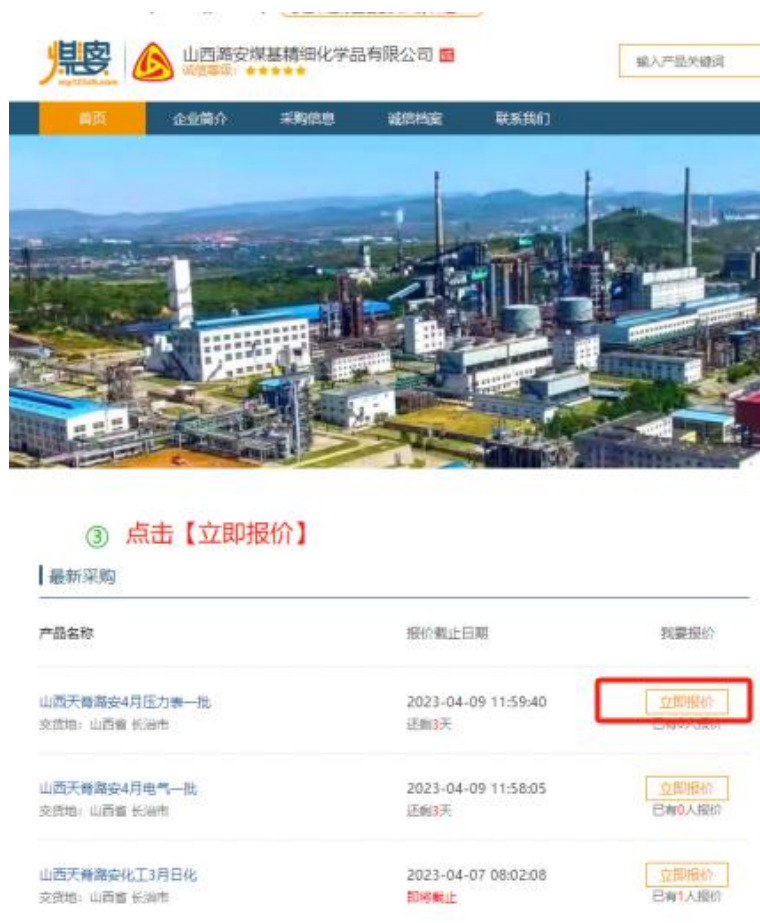 煤蜜
山西潞安煤基精细化学品有限公司
诚信等级：★★★★★
输入产品关键词
首页 企业简介 采购信息 诚信档案 联系我们
③ 点击【立即报价】
最新采购
产品名称 报价截止日期 我要报价
山西天脊潞安4月压力表一批 2023-04-09 11:59:40 立即报价
交货地：山西省 长治市 还剩3天 已有0人报价
山西天脊潞安4月电气一批 2023-04-09 11:58:05 立即报价
交货地：山西省 长治市 还剩3天 已有0人报价
山西天脊潞安化工3月日化 2023-04-07 08:02:08 立即报价
交货地：山西省 长治市 即将截止 已有1人报价